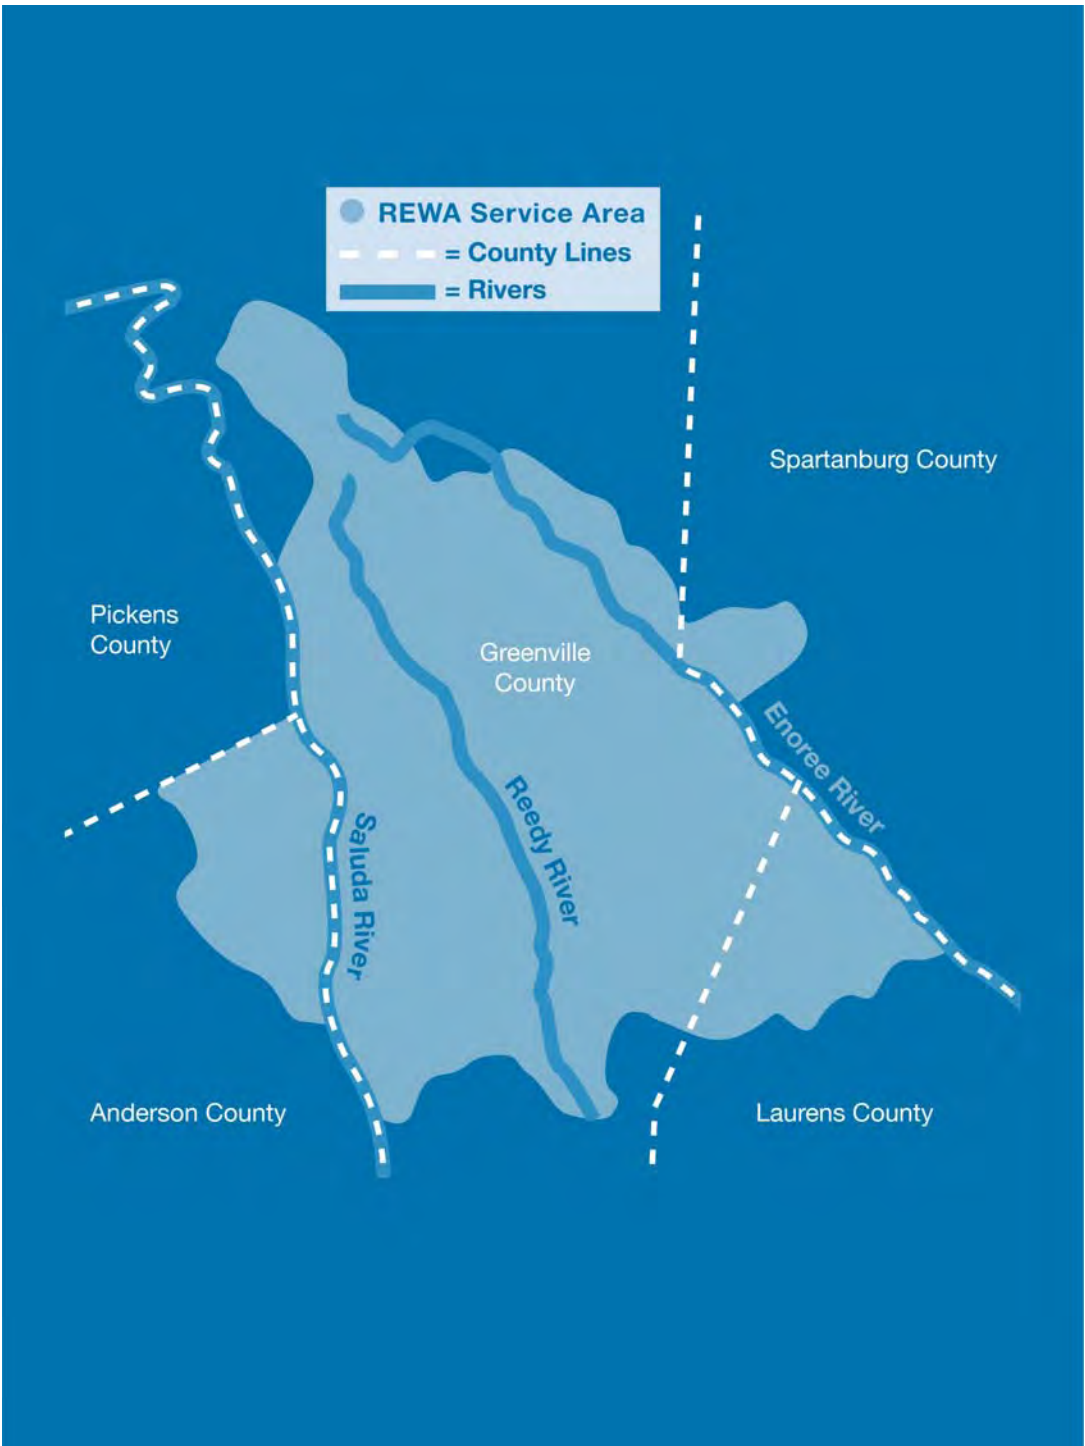 REWA Service Area
= County Lines
= Rivers
Spartanburg County
Pickens
County
Greenville
County
Enoree River
Reedy River
Saluda River
Anderson County
Laurens County